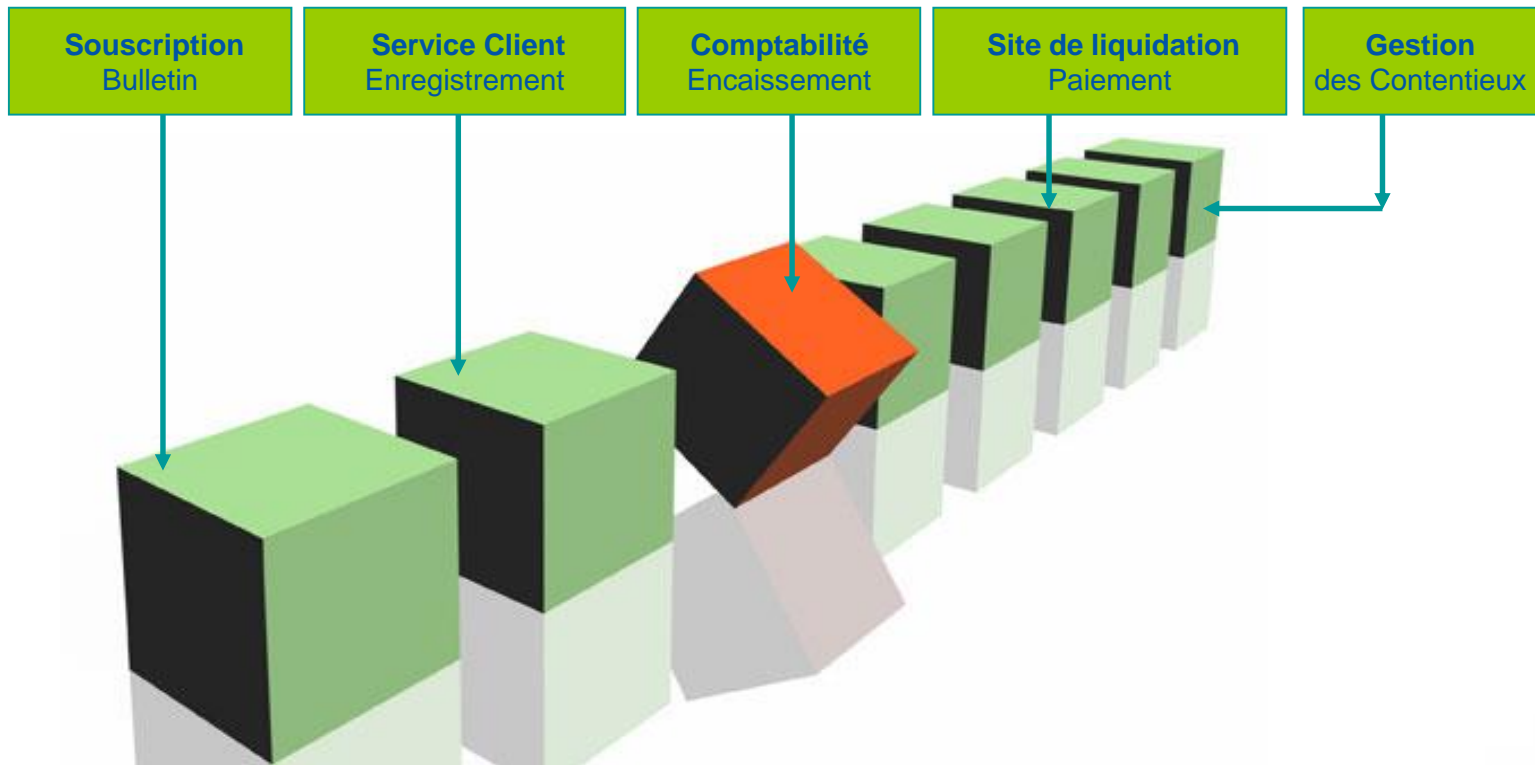 Souscription
Bulletin
Service Client
Enregistrement
Comptabilité
Encaissement
Site de liquidation
Paiement
Gestion
des Contentieux